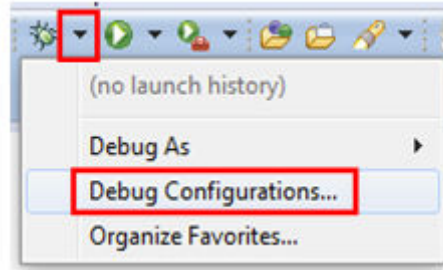 (no launch history)
Debug As
Debug Configurations...
Organize Favorites...